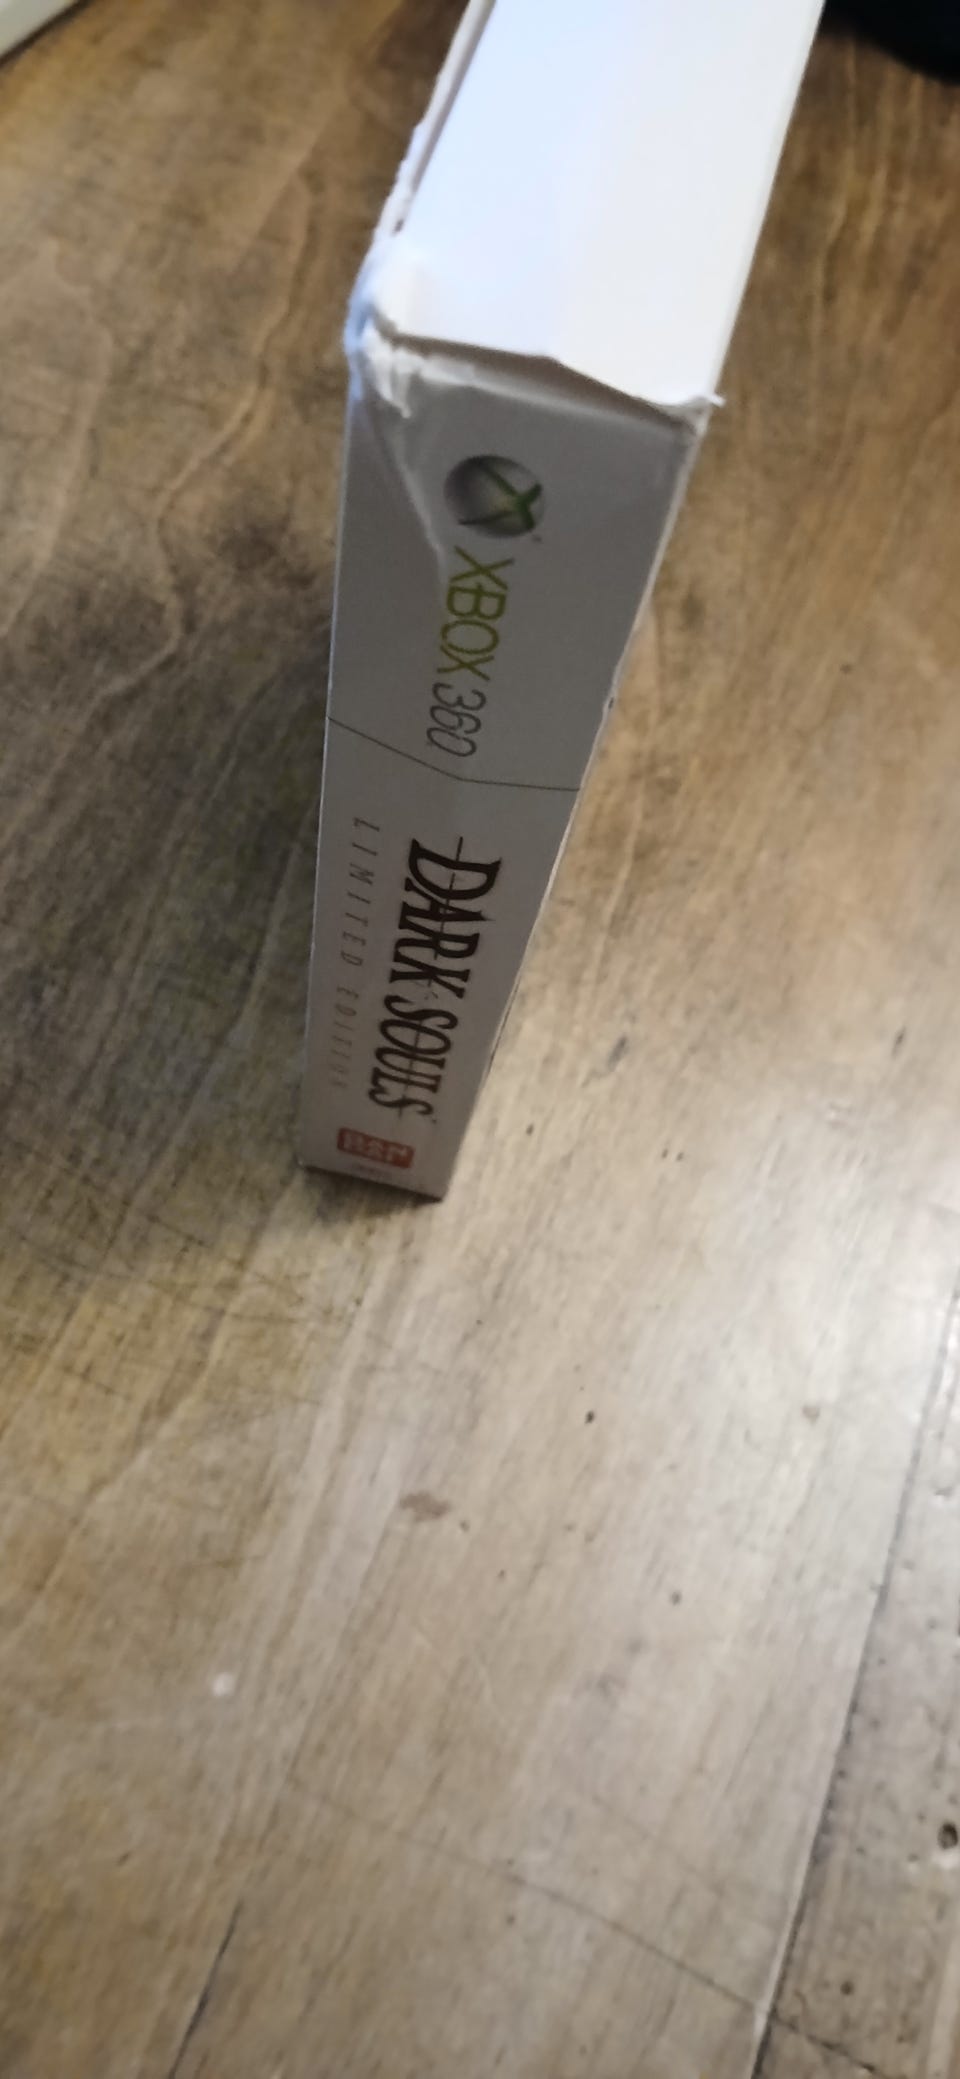 XBOX 360
DARK SOULS
LIMITED EDITION